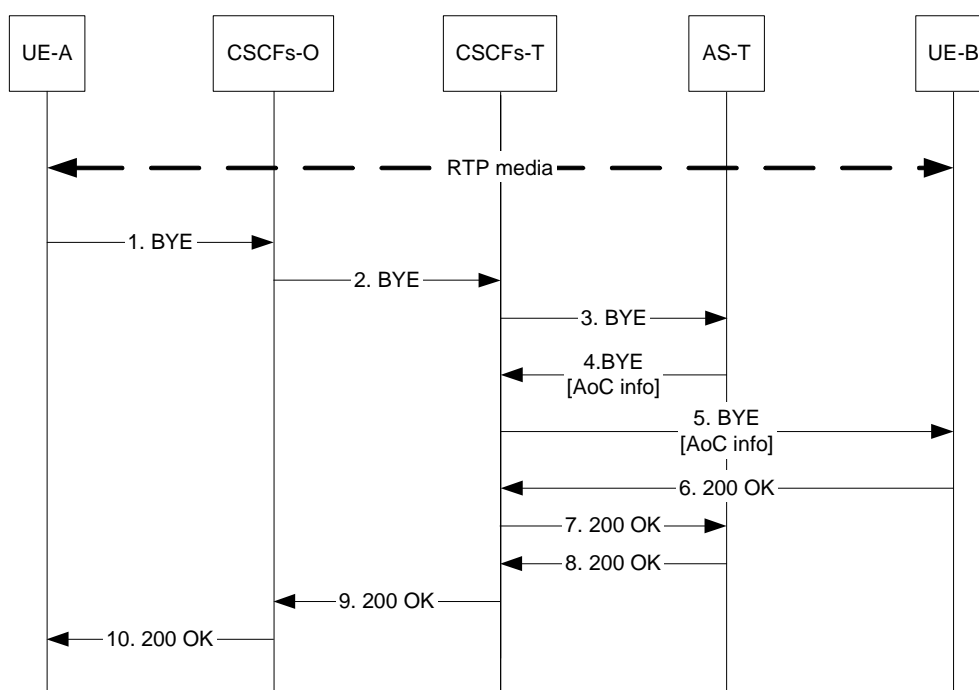 UE-A
CSCFs-O
CSCFs-T
AS-T
UE-B
RTP media
1. BYE
2. BYE
3. BYE
4.BYE
[AoC info]
5. BYE
[AoC info]
6. 200 OK
7. 200 OK
8. 200 OK
9. 200 OK
10. 200 OK